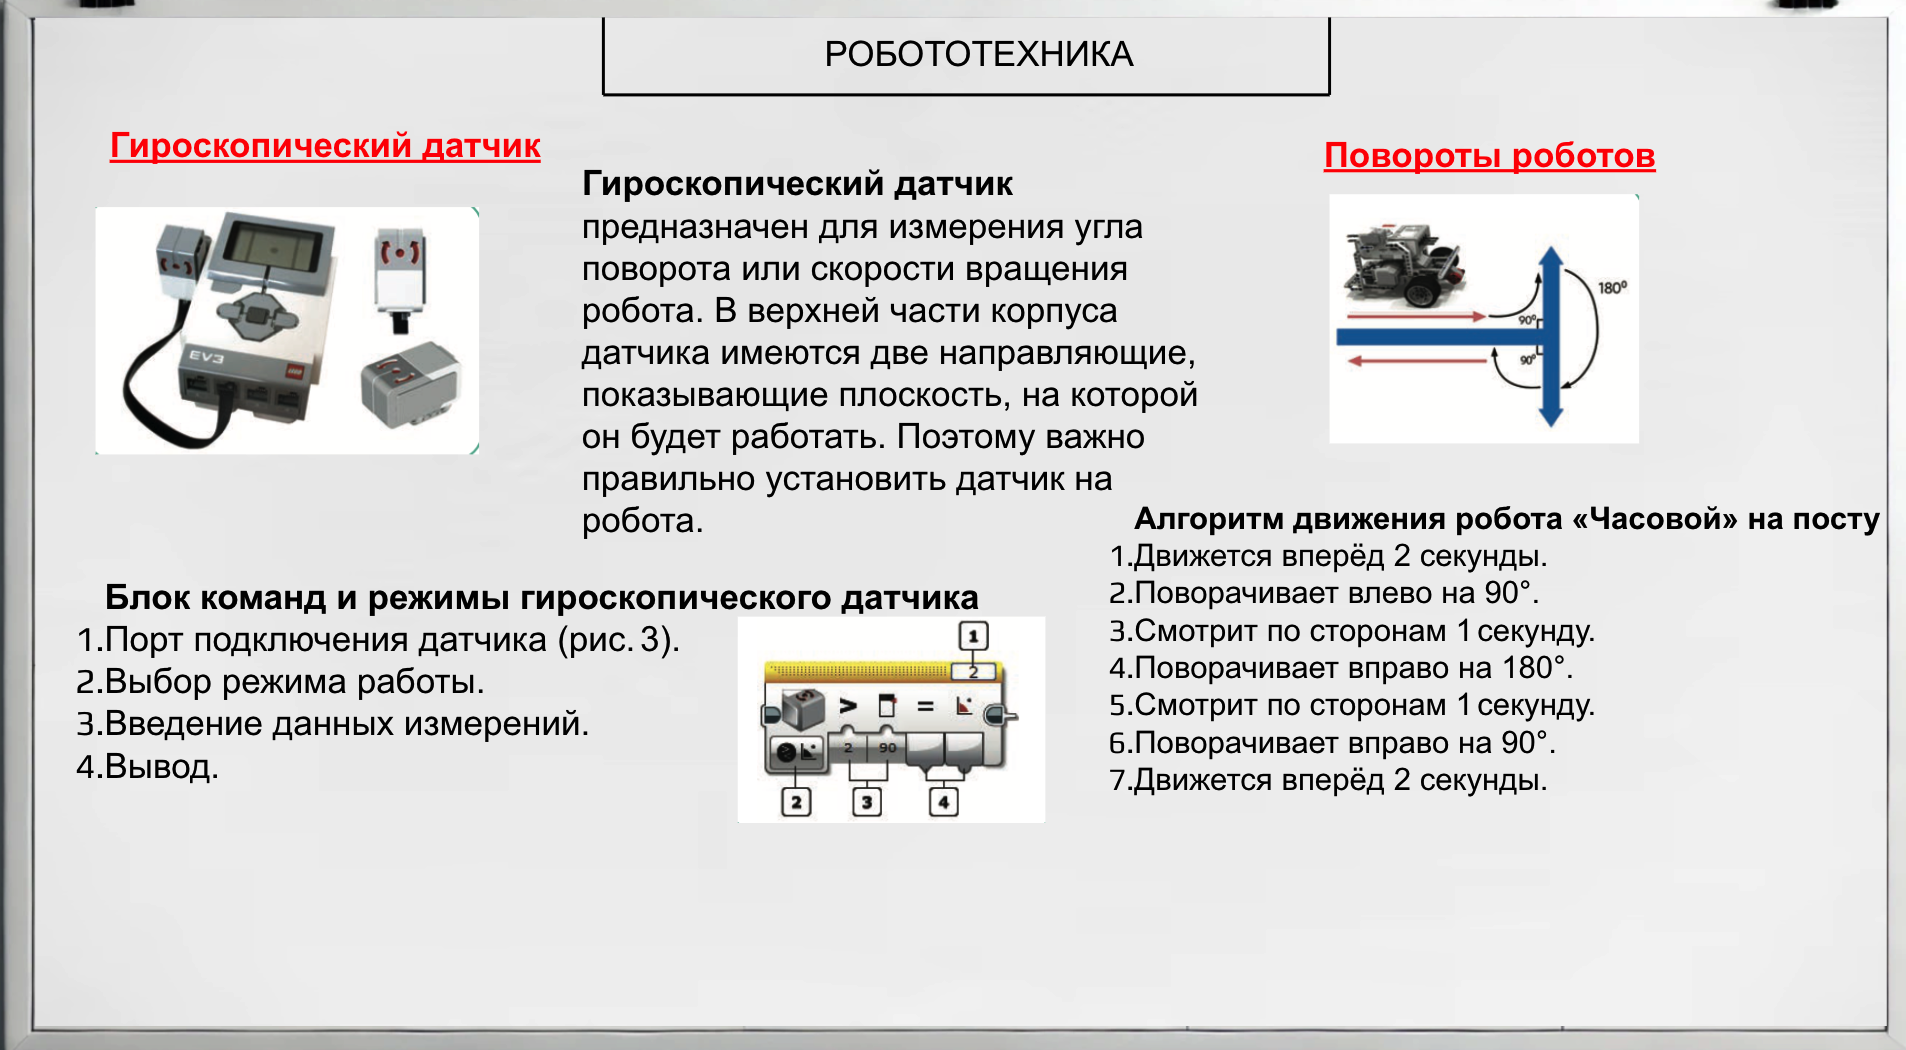 РОБОТОТЕХНИКА
Гироскопический датчик
EV3
Гироскопический датчик
предназначен для измерения угла
поворота или скорости вращения
робота. В верхней части корпуса
датчика имеются две направляющие,
показывающие плоскость, на которой
он будет работать. Поэтому важно
правильно установить датчик на
робота.
Повороты роботов
180º
90º
90º
Блок команд и режимы гироскопического датчика
1.Порт подключения датчика (рис. 3).
2.Выбор режима работы.
3.Введение данных измерений.
4.Вывод.
1
2
> =
2 90
2 3 4
Алгоритм движения робота «Часовой» на посту
1.Движется вперёд 2 секунды.
2.Поворачивает влево на 90°.
3.Смотрит по сторонам 1 секунду.
4.Поворачивает вправо на 180°.
5.Смотрит по сторонам 1 секунду.
6.Поворачивает вправо на 90°.
7.Движется вперёд 2 секунды.